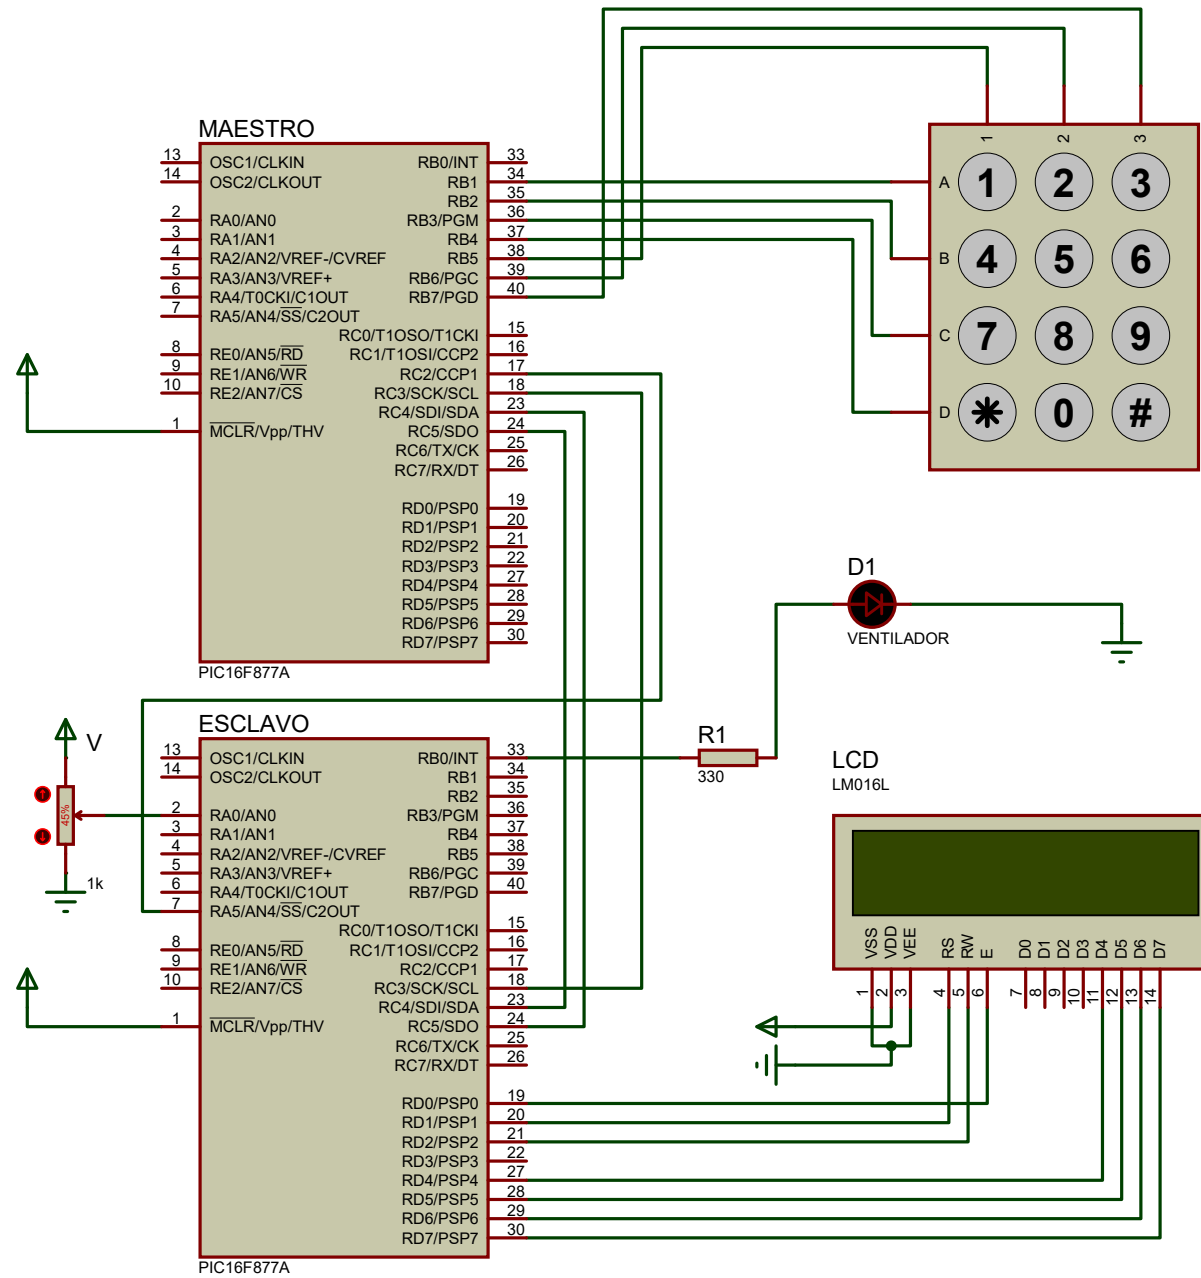 MAESTRO
13 OSC1/CLKIN RB0/INT 33
14 OSC2/CLKOUT RB1 34
RB2 35
2 RA0/AN0 RB3/PGM 36
3 RA1/AN1 RB4 37
4 RA2/AN2/VREF-/CVREF RB5 38
5 RA3/AN3/VREF+ RB6/PGC 39
6 RA4/T0CKI/C1OUT RB7/PGD 40
7 RA5/AN4/SS/C2OUT
RC0/T1OSO/T1CKI 15
8 RE0/AN5/RD RC1/T1OSI/CCP2 16
9 RE1/AN6/WR RC2/CCP1 17
10 RE2/AN7/CS RC3/SCK/SCL 18
RC4/SDI/SDA 23
1 MCLR/Vpp/THV RC5/SDO 24
RC6/TX/CK 25
RC7/RX/DT 26
RD0/PSP0 19
RD1/PSP1 20
RD2/PSP2 21
RD3/PSP3 22
RD4/PSP4 27
RD5/PSP5 28
RD6/PSP6 29
RD7/PSP7 30
PIC16F877A
1 2 3
A 1 2 3
B 4 5 6
C 7 8 9
D * 0 #
D1
VENTILADOR
R1
330
V
45%
1k
ESCLAVO
13 OSC1/CLKIN RB0/INT 33
14 OSC2/CLKOUT RB1 34
RB2 35
2 RA0/AN0 RB3/PGM 36
3 RA1/AN1 RB4 37
4 RA2/AN2/VREF-/CVREF RB5 38
5 RA3/AN3/VREF+ RB6/PGC 39
6 RA4/T0CKI/C1OUT RB7/PGD 40
7 RA5/AN4/SS/C2OUT
RC0/T1OSO/T1CKI 15
8 RE0/AN5/RD RC1/T1OSI/CCP2 16
9 RE1/AN6/WR RC2/CCP1 17
10 RE2/AN7/CS RC3/SCK/SCL 18
RC4/SDI/SDA 23
1 MCLR/Vpp/THV RC5/SDO 24
RC6/TX/CK 25
RC7/RX/DT 26
RD0/PSP0 19
RD1/PSP1 20
RD2/PSP2 21
RD3/PSP3 22
RD4/PSP4 27
RD5/PSP5 28
RD6/PSP6 29
RD7/PSP7 30
PIC16F877A
LCD
LM016L
VSS VDD VEE RS RW E D0 D1 D2 D3 D4 D5 D6 D7
1 2 3 4 5 6 7 8 9 10 11 12 13 14